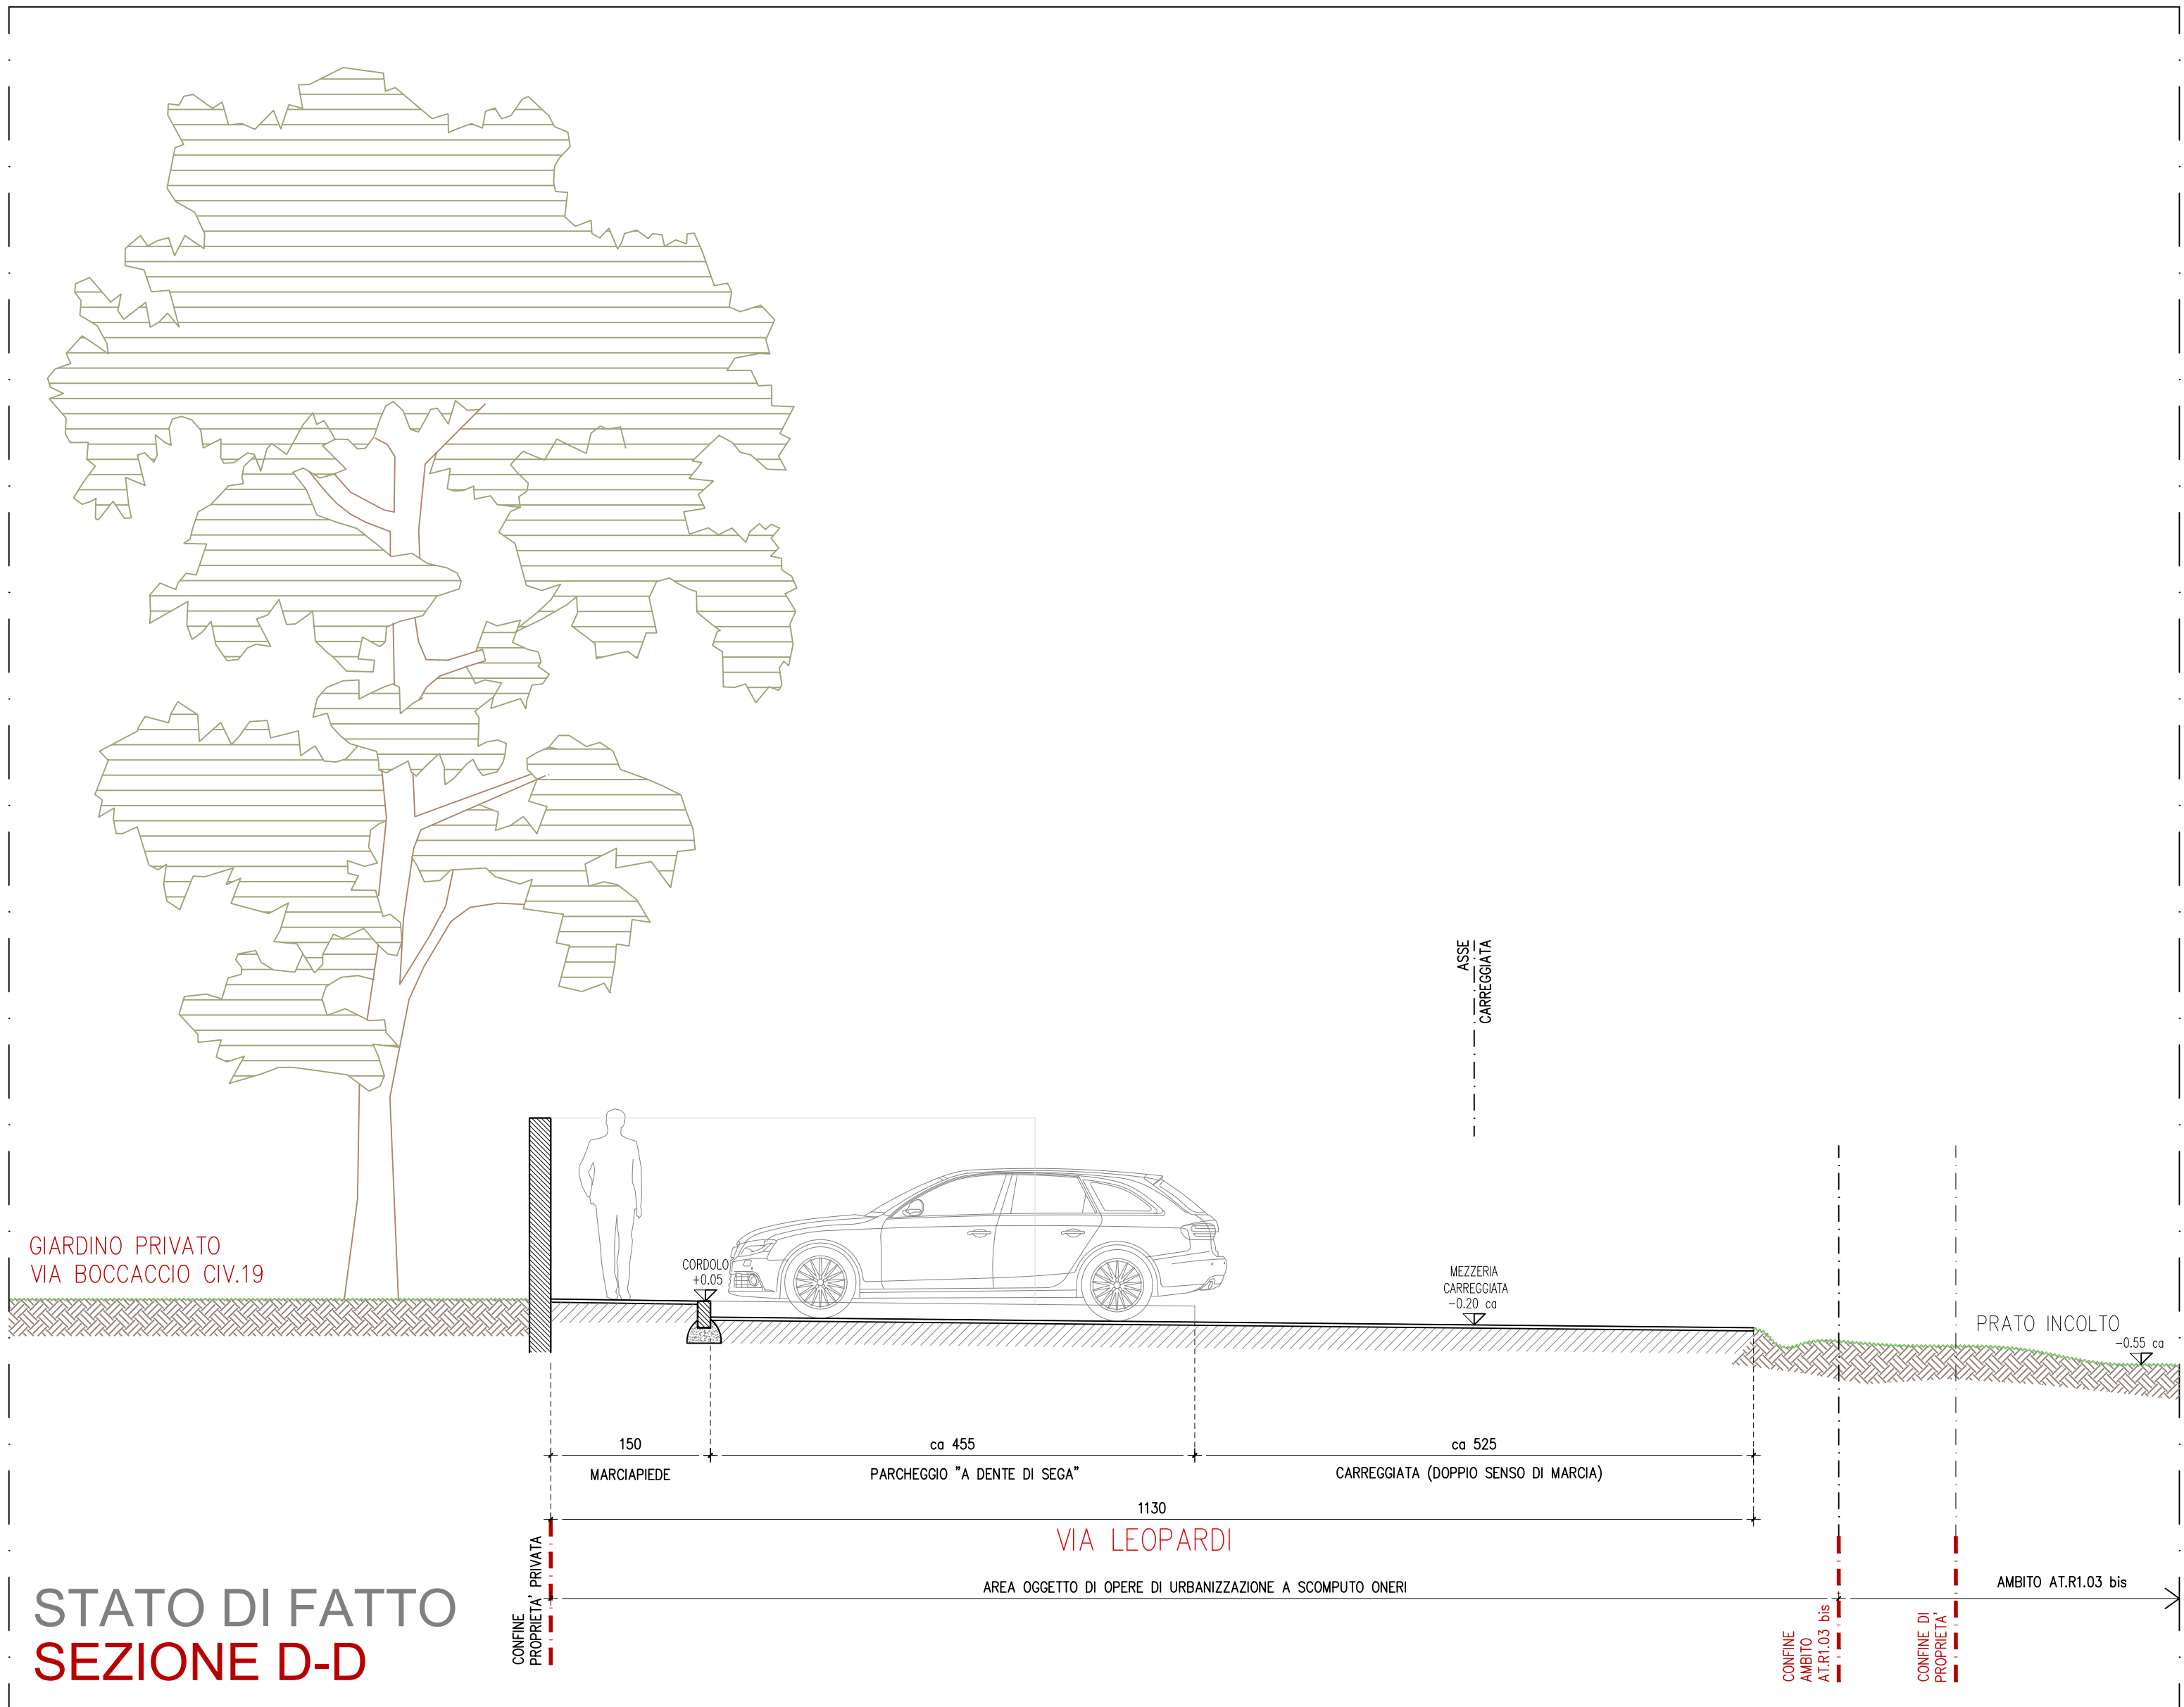 ASSE
CARREGGIATA
GIARDINO PRIVATO
VIA BOCCACCIO CIV.19
CORDOLO
+0.05
MEZZERIA
CARREGGIATA
-0.20 ca
PRATO INCOLTO
-0.55 ca
150
ca 455
ca 525
MARCIAPIEDE
PARCHEGGIO "A DENTE DI SEGA"
CARREGGIATA (DOPPIO SENSO DI MARCIA)
1130
VIA LEOPARDI
AREA OGGETTO DI OPERE DI URBANIZZAZIONE A SCOMPUTO ONERI
AMBITO AT.R1.03 bis
CONFINE
PROPRIETA' PRIVATA
CONFINE
AMBITO
AT.R1.03 bis
CONFINE DI
PROPRIETA'
STATO DI FATTO
SEZIONE D-D